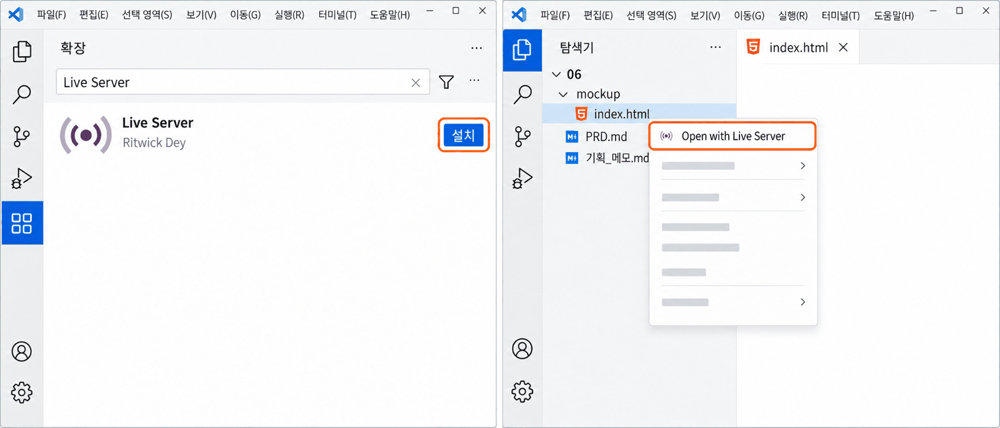 파일(F) 편집(E) 선택 영역(S) 보기(V) 이동(G) 실행(R) 터미널(T) 도움말(H)
확장
Live Server
Live Server
Ritwick Dey
설치
파일(F) 편집(E) 선택 영역(S) 보기(V) 이동(G) 실행(R) 터미널(T) 도움말(H)
탐색기
index.html
06
mockup
index.html
PRD.md
기획_메모.md
Open with Live Server